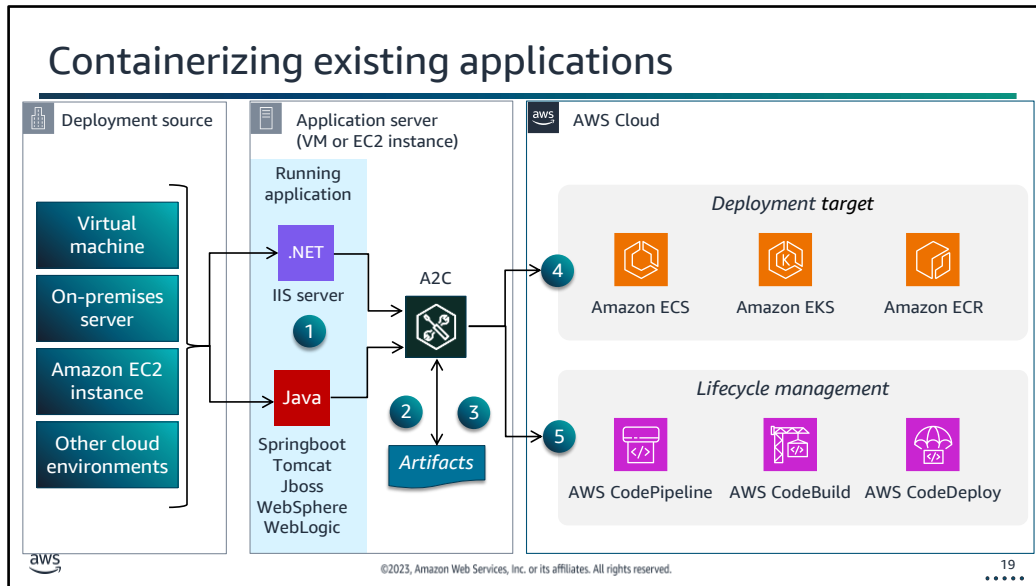 Containerizing existing applications
Deployment source
Virtual
machine
On-premises
server
Amazon EC2
instance
Other cloud
environments
Application server
(VM or EC2 instance)
Running
application
.NET
IIS server
1
Java
Springboot
Tomcat
Jboss
WebSphere
WebLogic
A2C
2
3
Artifacts
aws
AWS Cloud
4
Deployment target
Amazon ECS
K
Amazon EKS
Amazon ECR
5
Lifecycle management
</>
AWS CodePipeline
</>
AWS CodeBuild
</>
AWS CodeDeploy
aws
©2023, Amazon Web Services, Inc. or its affiliates. All rights reserved.
19